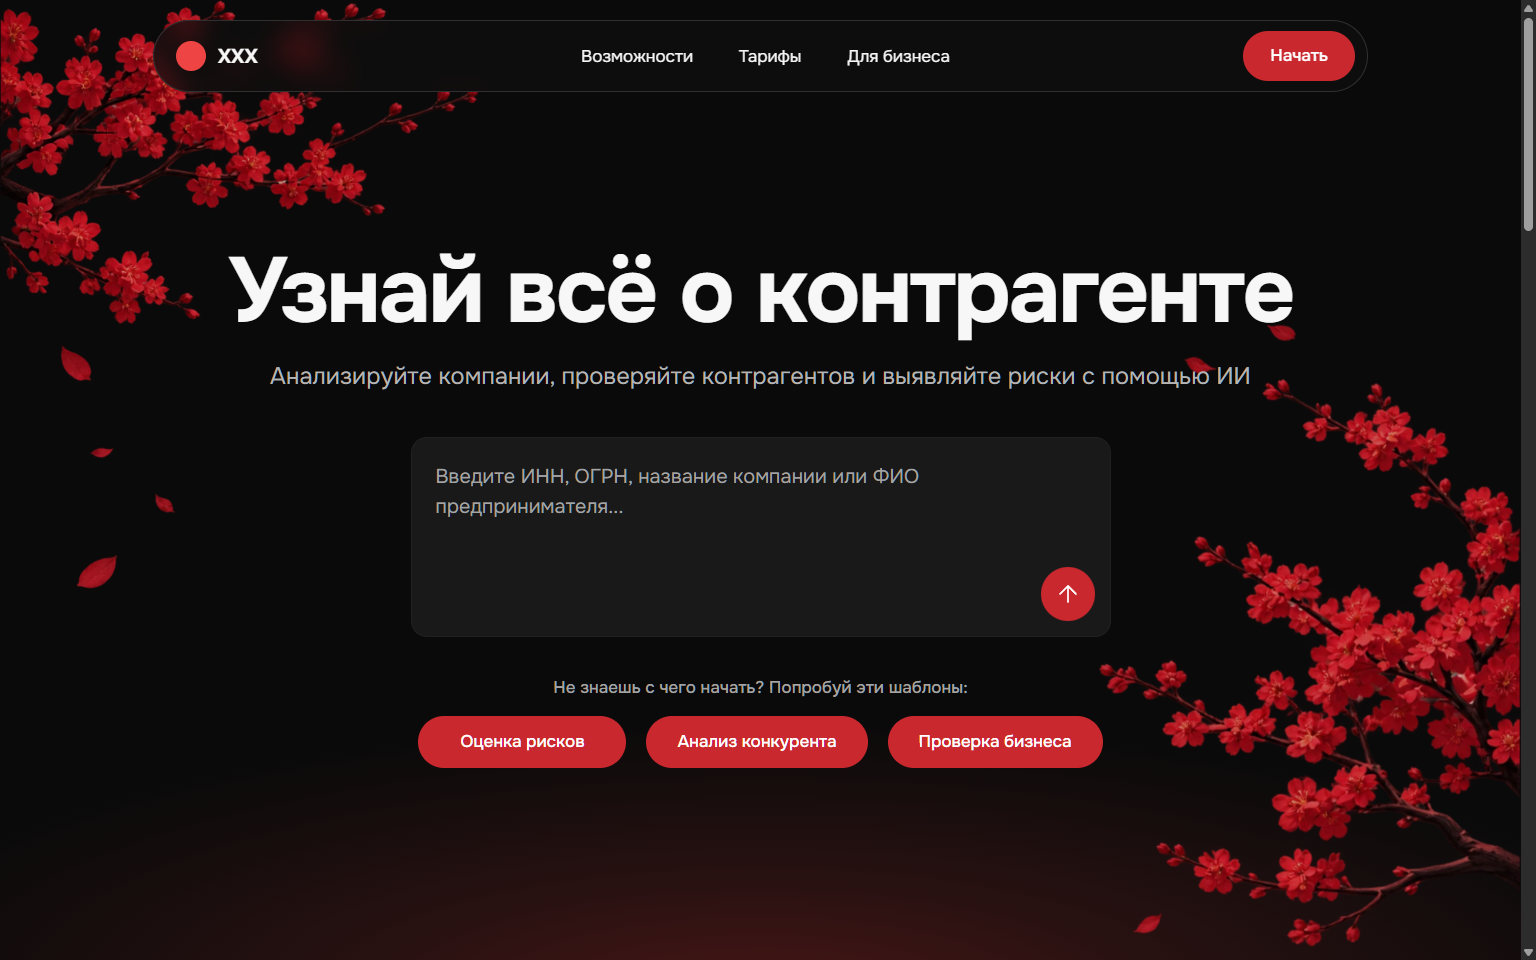 XXX
Возможности
Тарифы
Для бизнеса
Начать
Узнай всё о контрагенте
Анализируйте компании, проверяйте контрагентов и выявляйте риски с помощью ИИ
Введите ИНН, ОГРН, название компании или ФИО
предпринимателя...
Не знаешь с чего начать? Попробуй эти шаблоны:
Оценка рисков
Анализ конкурента
Проверка бизнеса